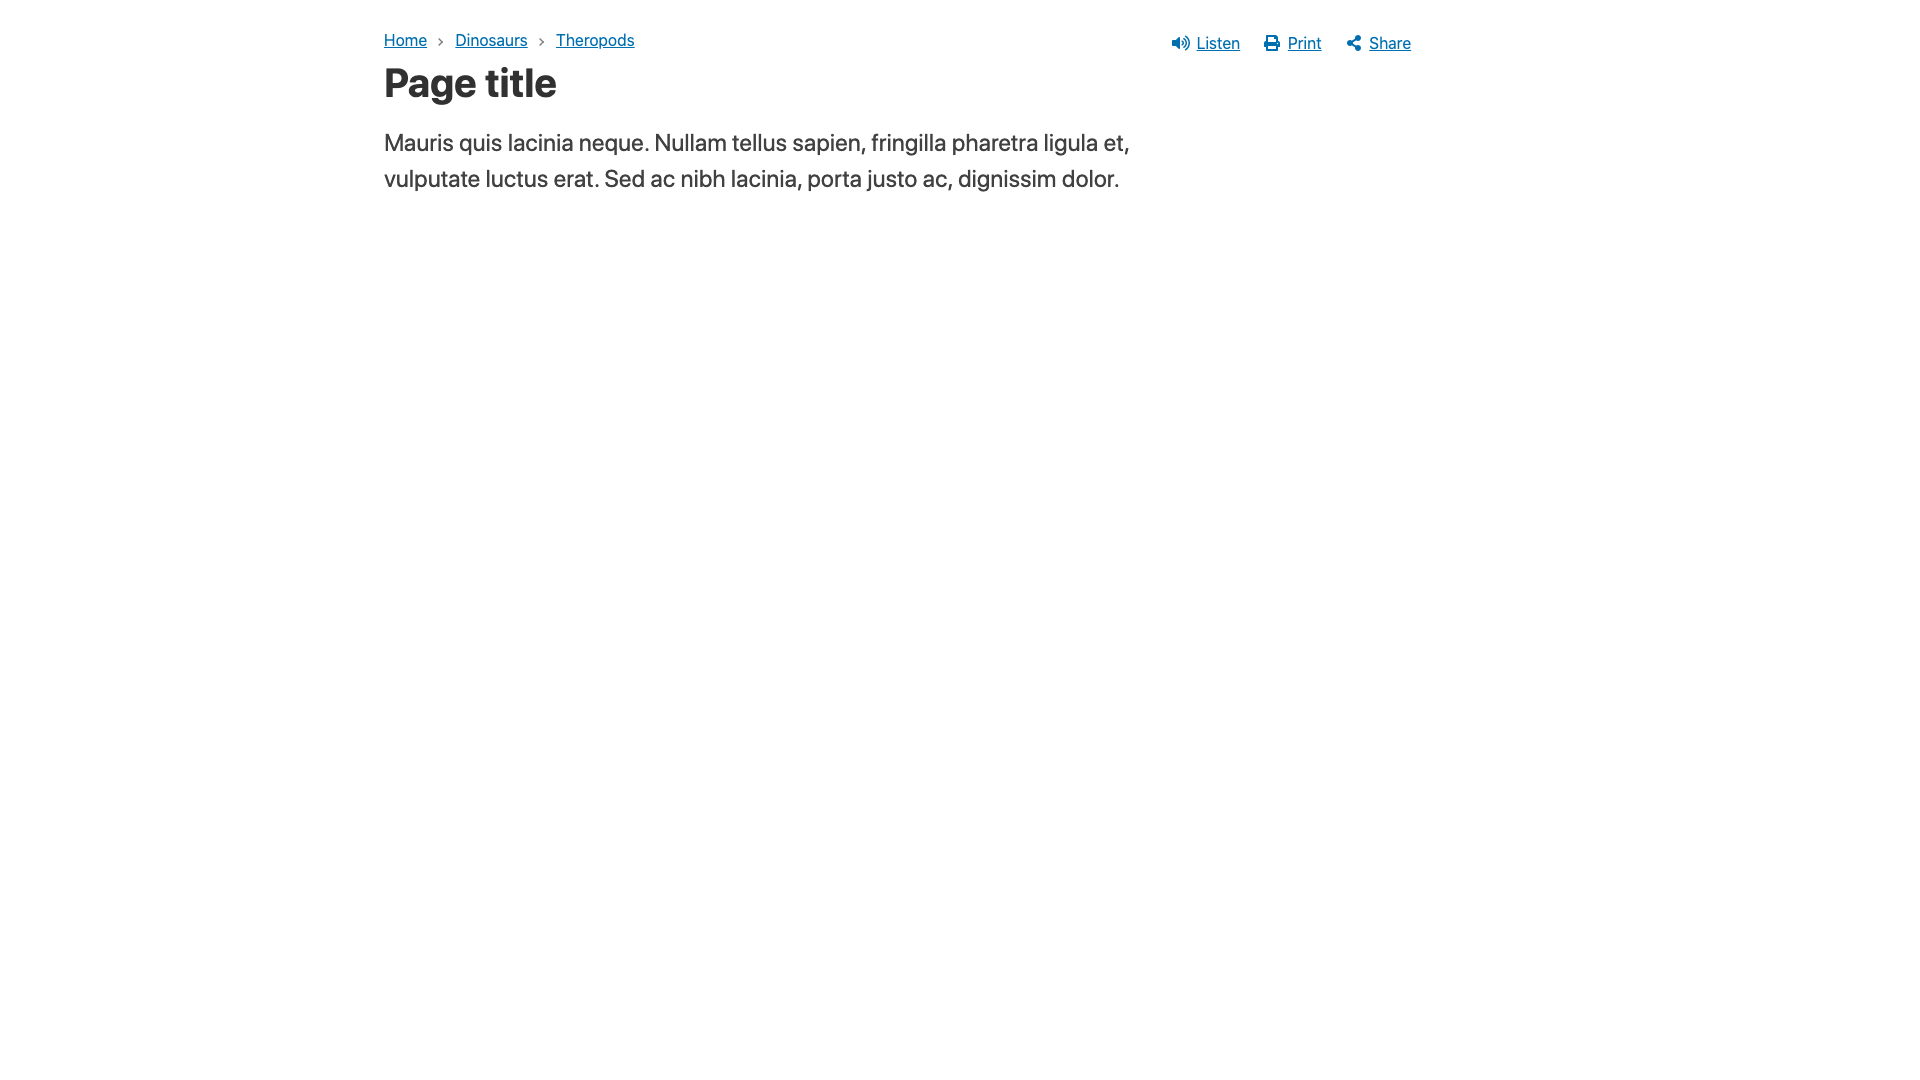 Home › Dinosaurs › Theropods
Listen Print Share
Page title
Mauris quis lacinia neque. Nullam tellus sapien, fringilla pharetra ligula et,
vulputate luctus erat. Sed ac nibh lacinia, porta justo ac, dignissim dolor.